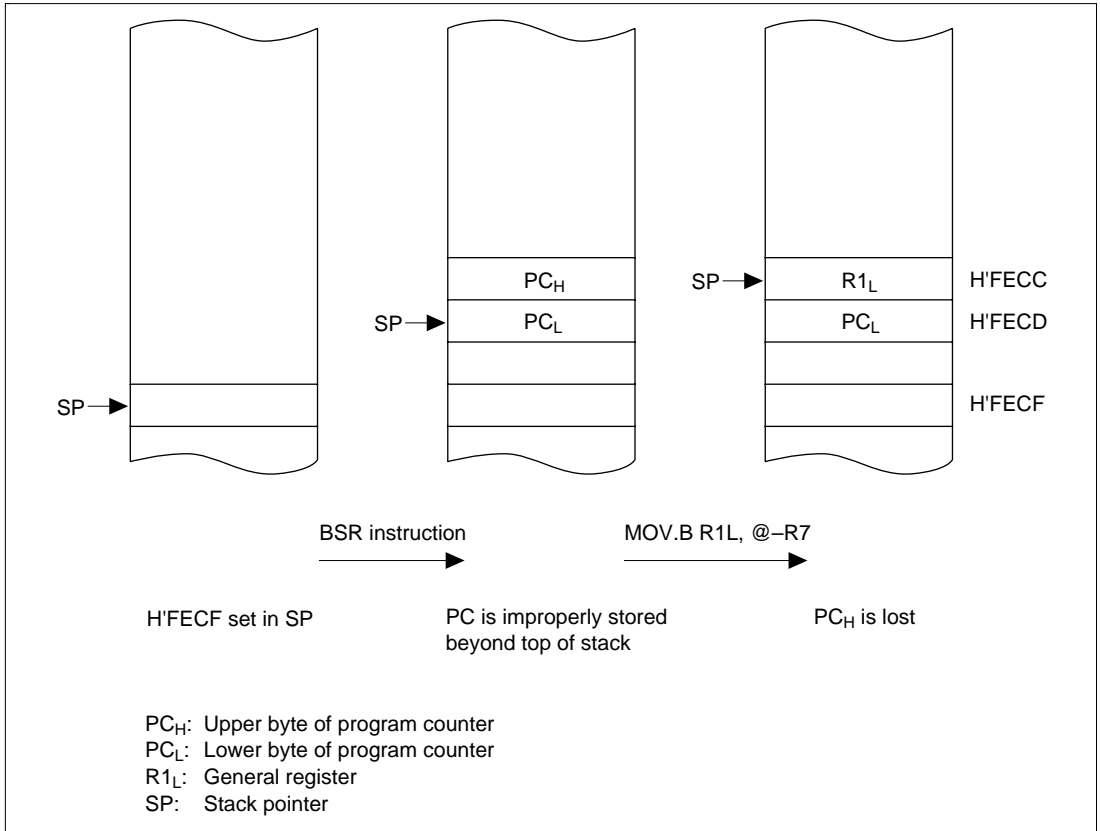 PCH
SP
R1L
H'FECC
SP
PCL
PCL
H'FECD
SP
H'FECF
BSR instruction
MOV.B R1L, @–R7
H'FECF set in SP
PC is improperly stored
beyond top of stack
PCH is lost
PCH: Upper byte of program counter
PCL: Lower byte of program counter
R1L: General register
SP: Stack pointer